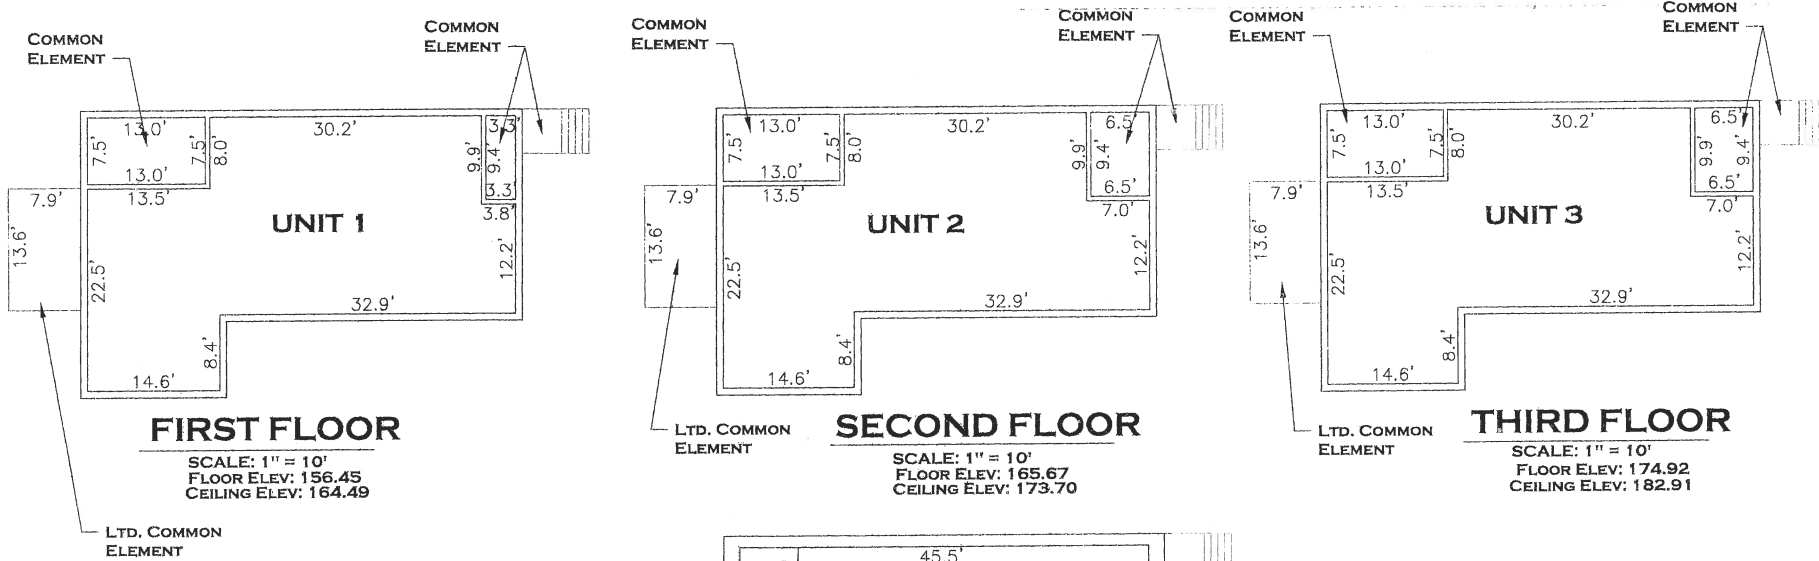 COMMON
ELEMENT
COMMON
ELEMENT
13.0'
7.5'
7.5'
8.0'
13.0'
13.5'
30.2'
3.3'
9.9'
9.4'
3.3'
3.8'
7.9'
13.6'
22.5'
UNIT 1
12.2'
32.9'
8.4'
14.6'
FIRST FLOOR
SCALE: 1" = 10'
FLOOR ELEV: 156.45
CEILING ELEV: 164.49
LTD. COMMON
ELEMENT
COMMON
ELEMENT
COMMON
ELEMENT
13.0'
7.5'
7.5'
8.0'
13.0'
13.5'
30.2'
6.5'
9.9'
9.4'
6.5'
7.0'
7.9'
13.6'
22.5'
UNIT 2
12.2'
32.9'
8.4'
14.6'
SECOND FLOOR
SCALE: 1" = 10'
FLOOR ELEV: 165.67
CEILING ELEV: 173.70
LTD. COMMON
ELEMENT
COMMON
ELEMENT
COMMON
ELEMENT
13.0'
7.5'
7.5'
8.0'
13.0'
13.5'
30.2'
6.5'
9.9'
9.4'
6.5'
7.0'
7.9'
13.6'
22.5'
UNIT 3
12.2'
32.9'
8.4'
14.6'
THIRD FLOOR
SCALE: 1" = 10'
FLOOR ELEV: 174.92
CEILING ELEV: 182.91
LTD. COMMON
ELEMENT
45.5'